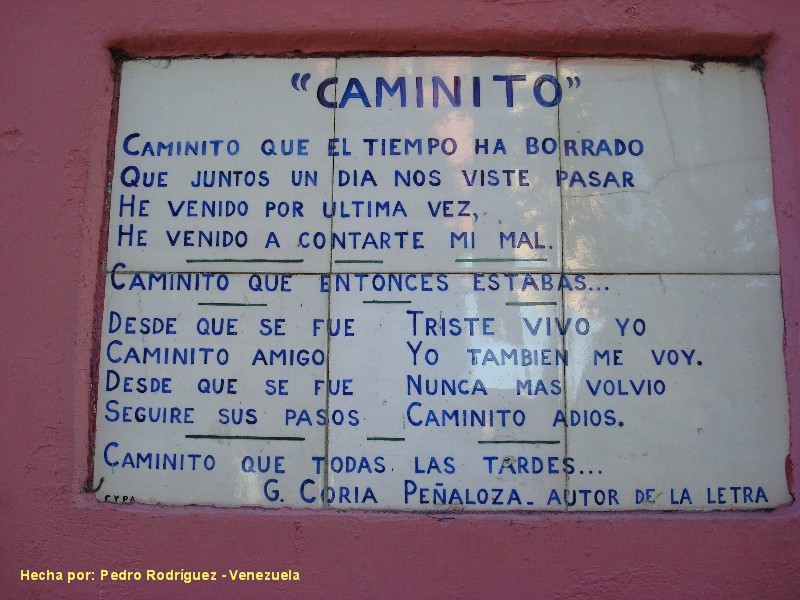 "CAMINITO"
CAMINITO QUE EL TIEMPO HA BORRADO
QUE JUNTOS UN DIA NOS VISTE PASAR
HE VENIDO POR ULTIMA VEZ,
HE VENIDO A CONTARTE MI MAL.
CAMINITO QUE ENTONCES ESTABAS...
DESDE QUE SE FUE TRISTE VIVO YO
CAMINITO AMIGO YO TAMBIEN ME VOY.
DESDE QUE SE FUE NUNCA MAS VOLVIO
SEGUIRE SUS PASOS CAMINITO ADIOS.
CAMINITO QUE TODAS LAS TARDES...
G. CORIA PEÑALOZA_ AUTOR DE LA LETRA
CYPA
Hecha por: Pedro Rodríguez - Venezuela